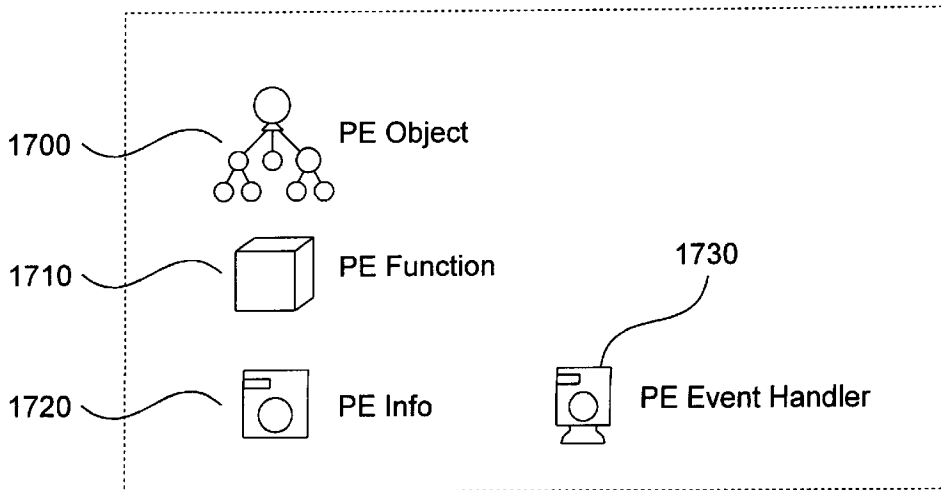 1700
PE Object
1710
PE Function
1730
1720
PE Info
PE Event Handler